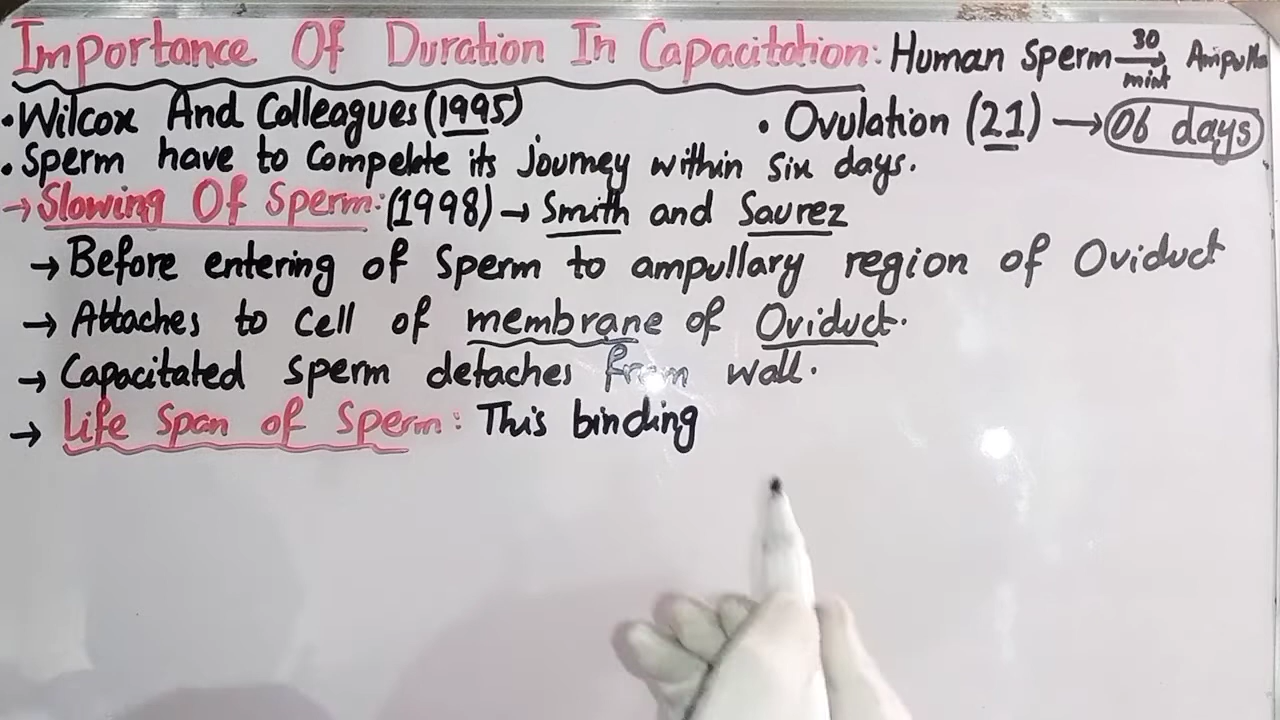 Importance Of Duration In Capacitation: Human Sperm 30 mint → Ampulla
• Wilcox And Colleagues (1995) • Ovulation (21) → 06 days
• Sperm have to Compelete its journey within six days.
→ Slowing Of Sperm: (1998) → Smith and Saurez
→ Before entering of Sperm to ampullary region of Oviduct
→ Attaches to cell of membrane of Oviduct.
→ Capacitated sperm detaches from wall.
→ Life Span of Sperm: This binding